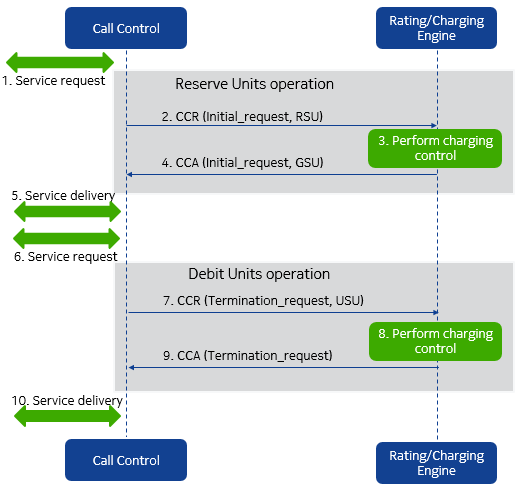 Call Control
Rating/Charging
Engine
1. Service request
Reserve Units operation
2. CCR (Initial_request, RSU)
3. Perform charging
control
4. CCA (Initial_request, GSU)
5. Service delivery
6. Service request
Debit Units operation
7. CCR (Termination_request, USU)
8. Perform charging
control
9. CCA (Termination_request)
10. Service delivery
Call Control
Rating/Charging
Engine